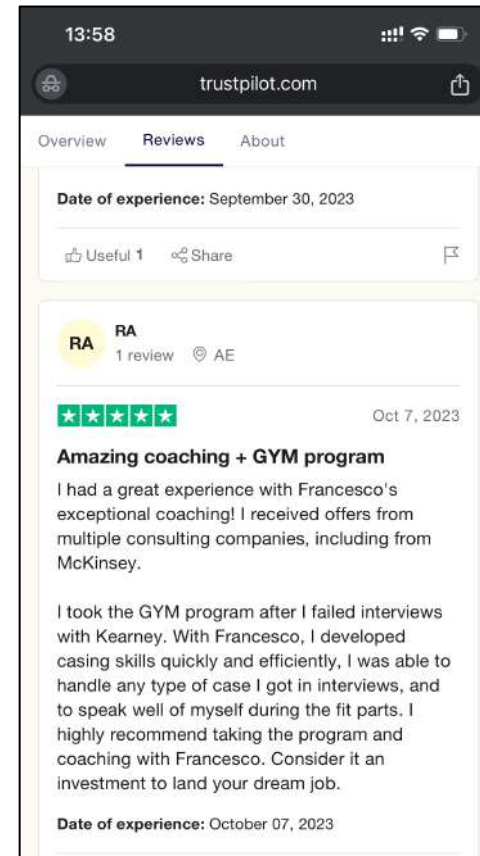 13:58
trustpilot.com
Overview Reviews About
Date of experience: September 30, 2023
Useful 1 Share
RA
RA
1 review AE
Oct 7, 2023
Amazing coaching + GYM program
I had a great experience with Francesco's
exceptional coaching! I received offers from
multiple consulting companies, including from
McKinsey.
I took the GYM program after I failed interviews
with Kearney. With Francesco, I developed
casing skills quickly and efficiently, I was able to
handle any type of case I got in interviews, and
to speak well of myself during the fit parts. I
highly recommend taking the program and
coaching with Francesco. Consider it an
investment to land your dream job.
Date of experience: October 07, 2023